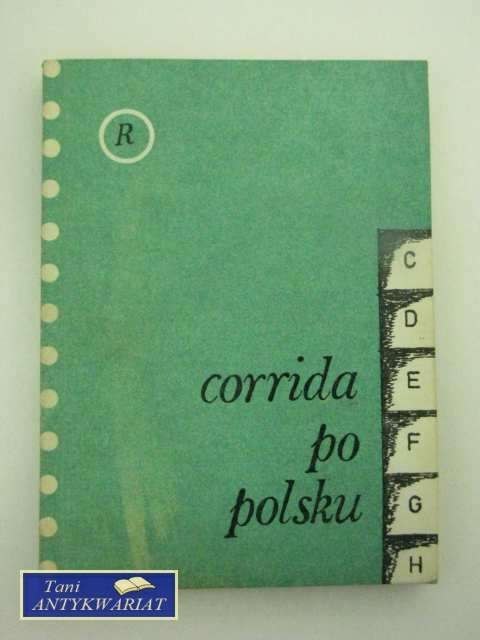 R
C
D
E
F
G
H
corrida
po
polsku
Tani
ANTYKWARIAT